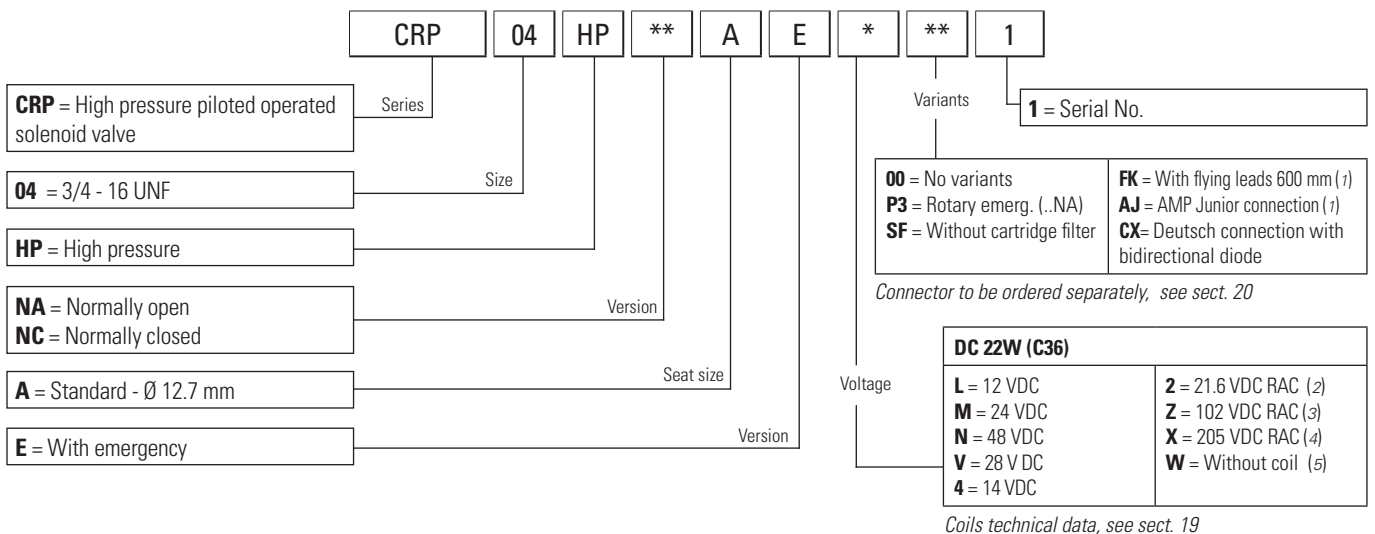 CRP 04 HP ** A E * ** 1
CRP = High pressure piloted operated
solenoid valve
Series
Variants
1 = Serial No.
04 = 3/4 - 16 UNF
Size
00 = No variants
P3 = Rotary emerg. (..NA)
SF = Without cartridge filter
FK = With flying leads 600 mm (1)
AJ = AMP Junior connection (1)
CX= Deutsch connection with
bidirectional diode
HP = High pressure
Connector to be ordered separately, see sect. 20
NA = Normally open
NC = Normally closed
Version
DC 22W (C36)
A = Standard - Ø 12.7 mm
Seat size
Voltage
L = 12 VDC
M = 24 VDC
N = 48 VDC
V = 28 V DC
4 = 14 VDC
2 = 21.6 VDC RAC (2)
Z = 102 VDC RAC (3)
X = 205 VDC RAC (4)
W = Without coil (5)
E = With emergency
Version
Coils technical data, see sect. 19